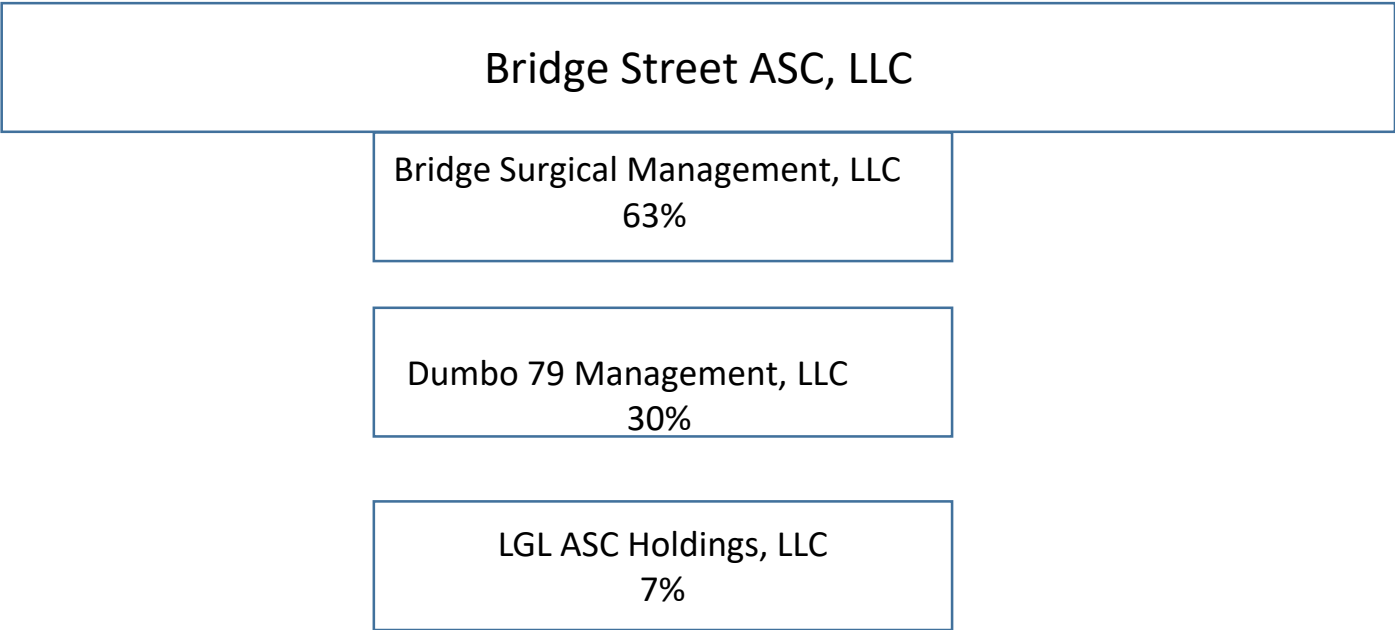 Bridge Street ASC, LLC
Bridge Surgical Management, LLC
63%
Dumbo 79 Management, LLC
30%
LGL ASC Holdings, LLC
7%